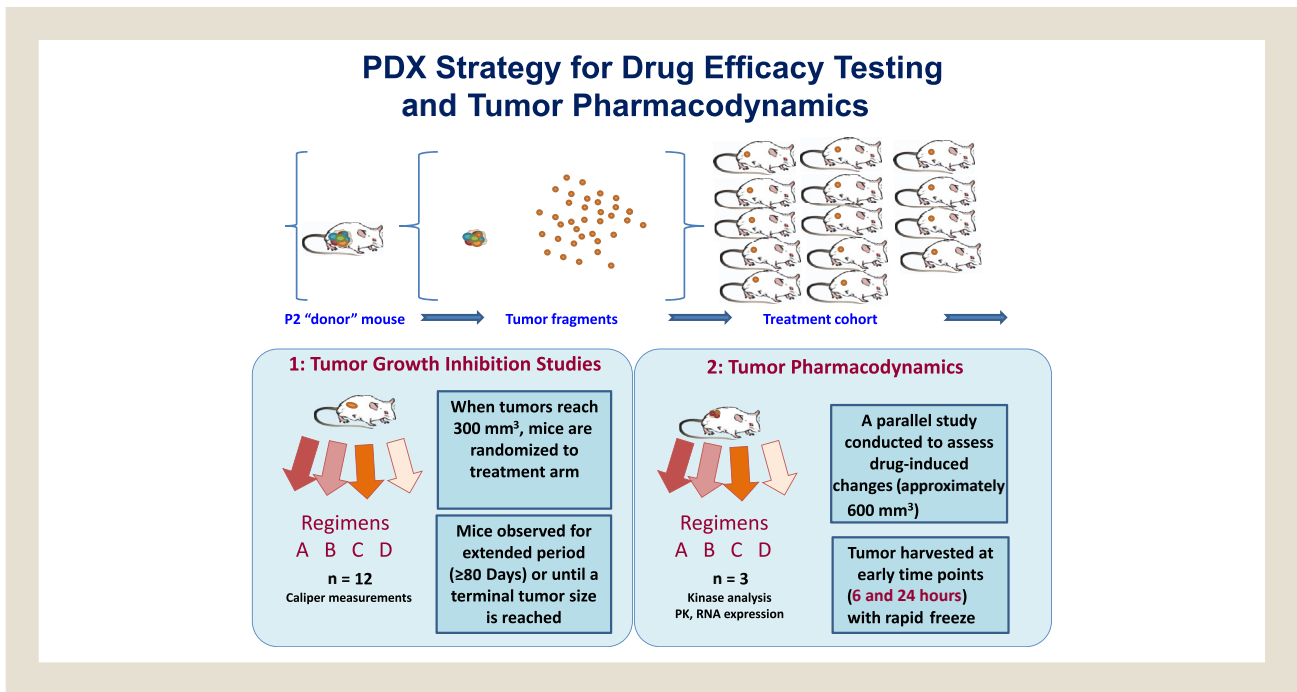 PDX Strategy for Drug Efficacy Testing
and Tumor Pharmacodynamics
P2 “donor” mouse
Tumor fragments
Treatment cohort
1: Tumor Growth Inhibition Studies
When tumors reach
300 mm³, mice are
randomized to
treatment arm
Regimens
A B C D
n = 12
Caliper measurements
Mice observed for
extended period
(≥80 Days) or until a
terminal tumor size
is reached
2: Tumor Pharmacodynamics
A parallel study
conducted to assess
drug-induced
changes (approximately
600 mm³)
Regimens
A B C D
n = 3
Kinase analysis
PK, RNA expression
Tumor harvested at
early time points
(6 and 24 hours)
with rapid freeze